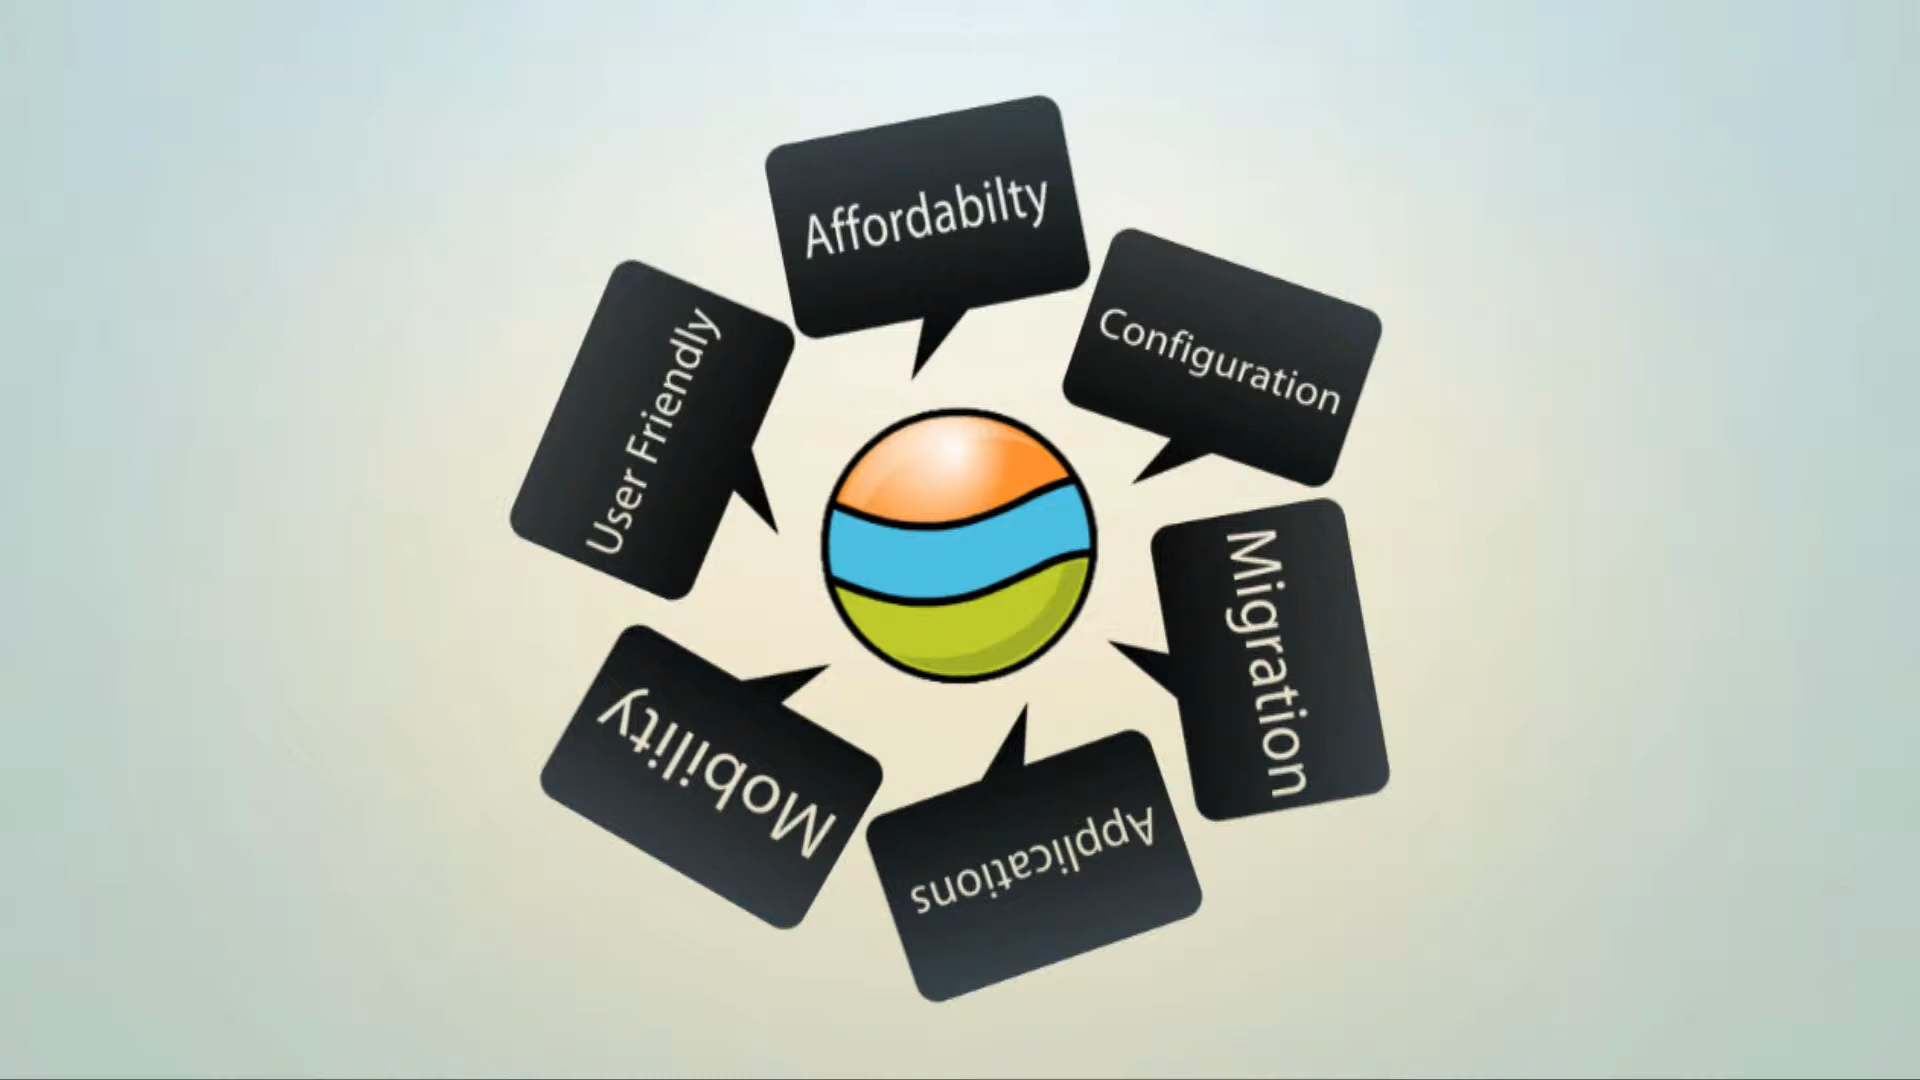 Affordabilty
Configuration
Migration
Applications
Mobility
User Friendly